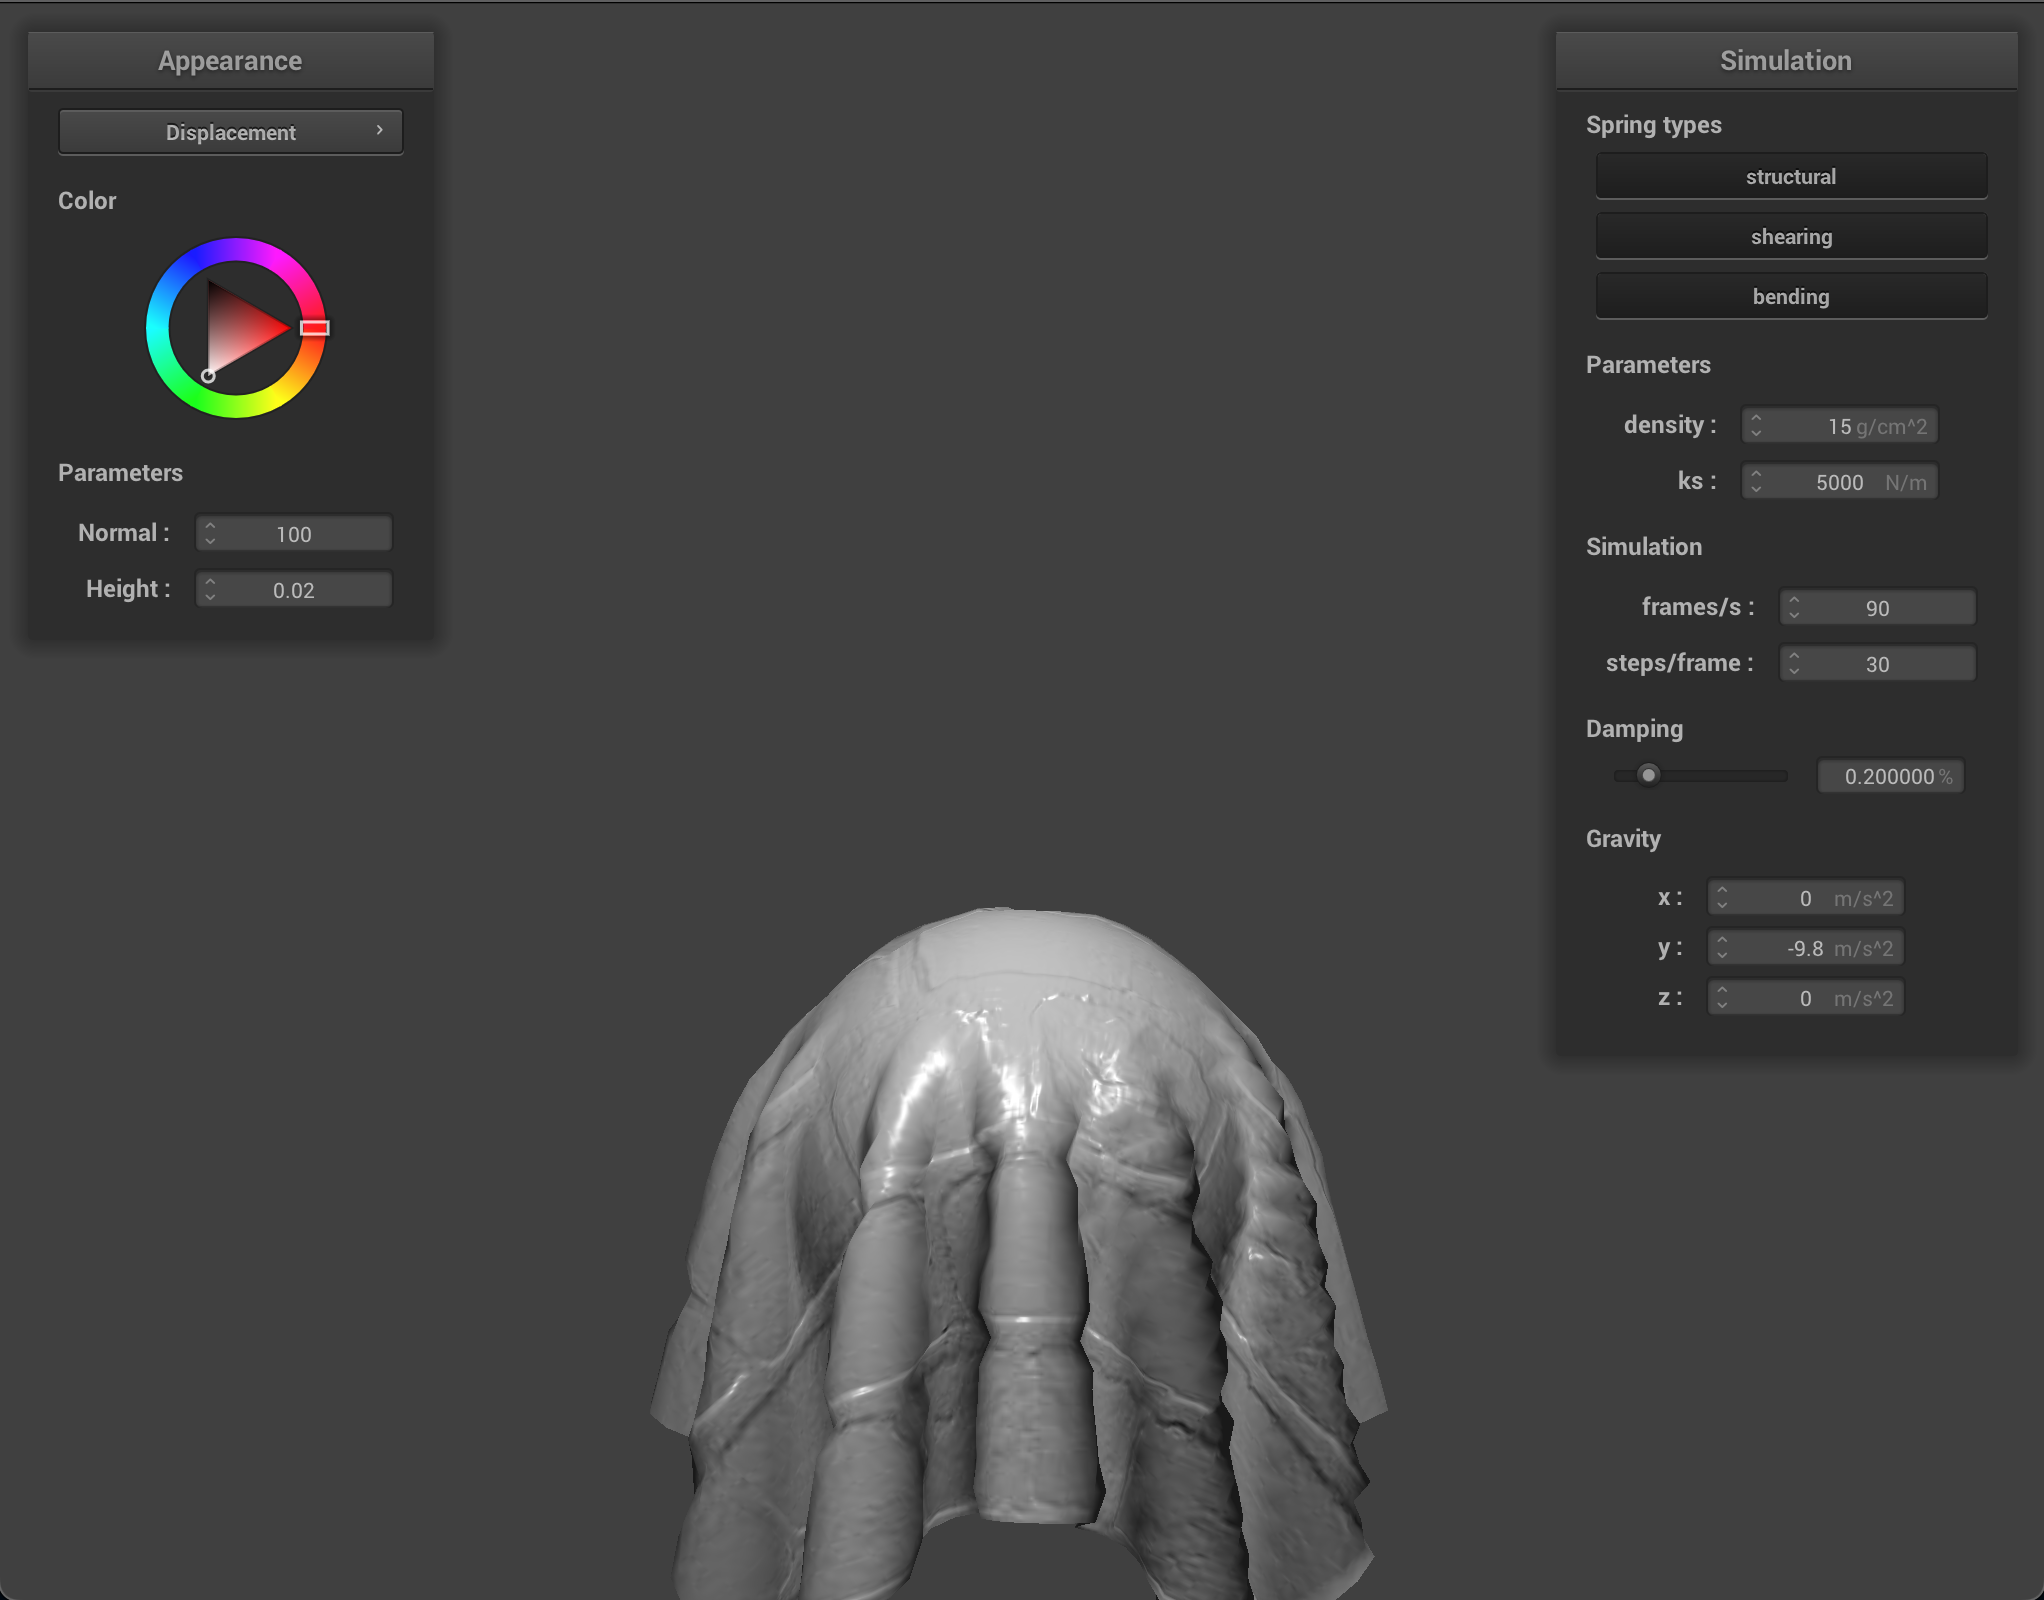 Appearance
Displacement
Color
Parameters
Normal : 100
Height : 0.02
Simulation
Spring types
structural
shearing
bending
Parameters
density : 15 g/cm^2
ks : 5000 N/m
Simulation
frames/s : 90
steps/frame : 30
Damping
0.200000 %
Gravity
x : 0 m/s^2
y : -9.8 m/s^2
z : 0 m/s^2